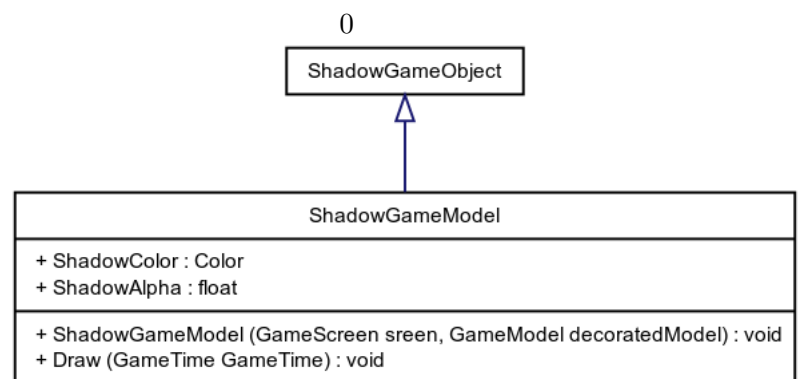 0
ShadowGameObject
ShadowGameModel
+ ShadowColor : Color
+ ShadowAlpha : float
+ ShadowGameModel (GameScreen sreen, GameModel decoratedModel) : void
+ Draw (GameTime GameTime) : void